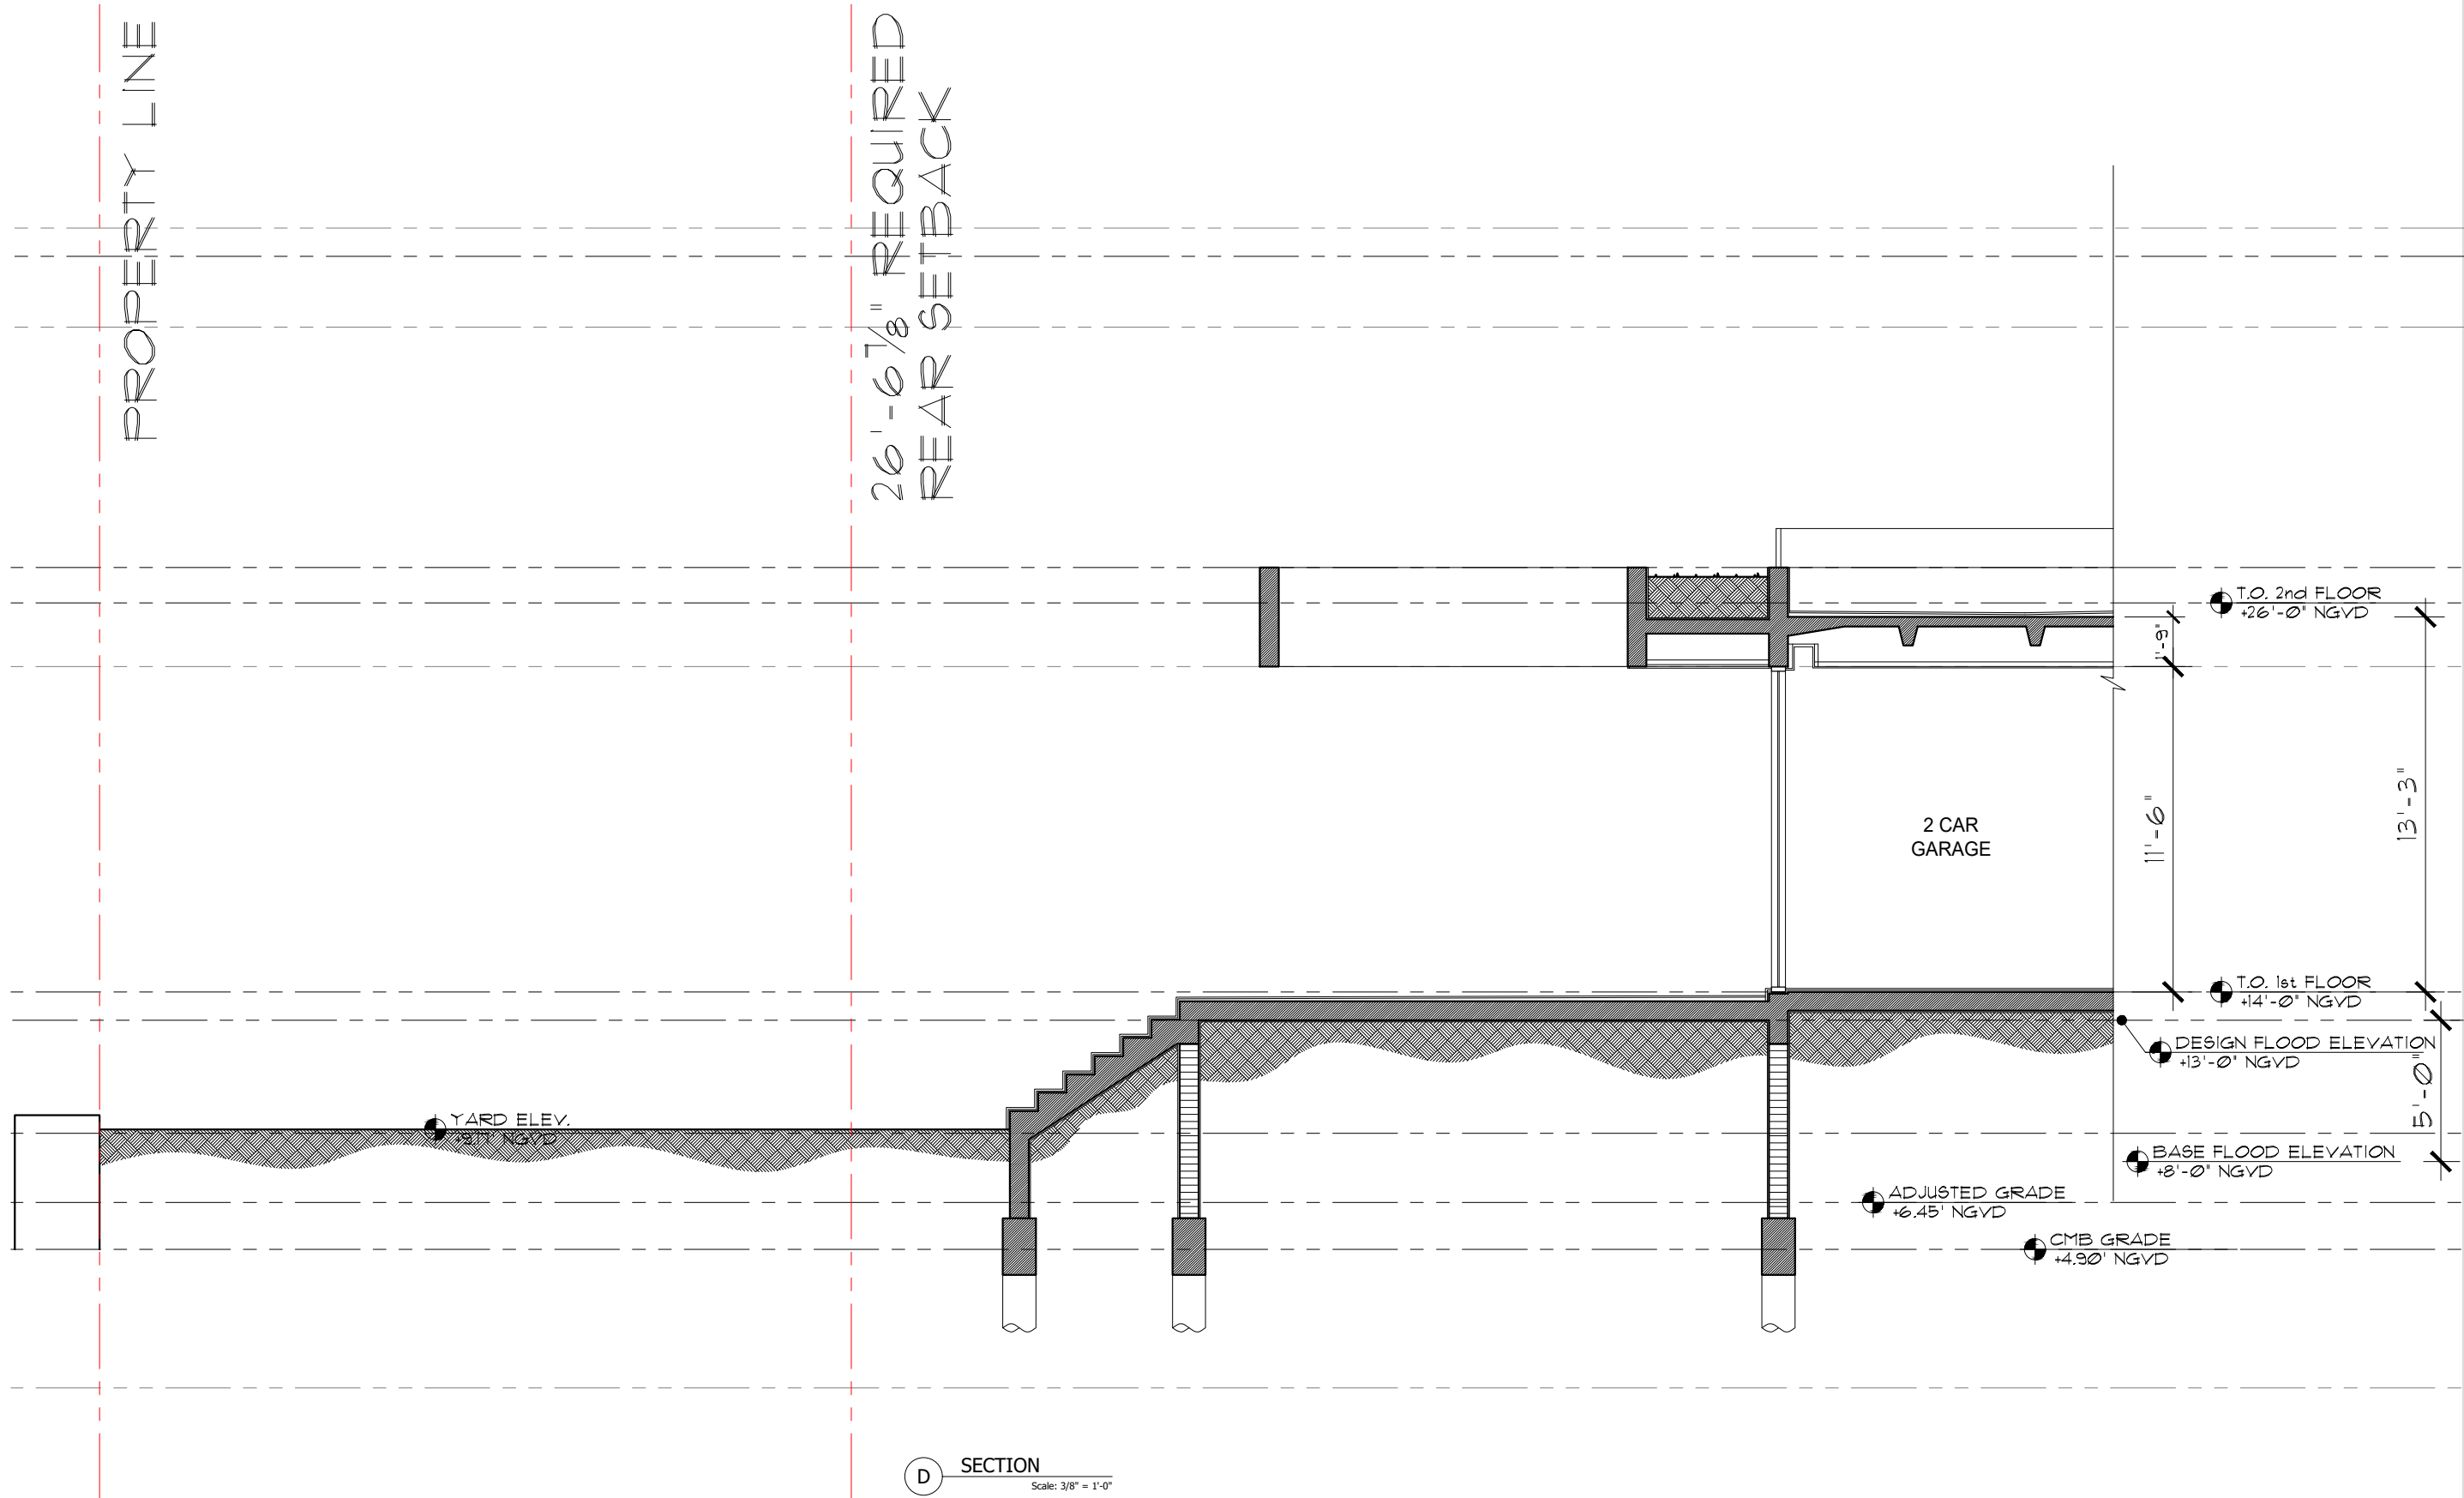 PROPERTY LINE
26'-6 7/8" REQUIRED
REAR SETBACK
T.O. 2nd FLOOR
+26'-0" NGVD
1'-9"
13'-3"
11'-6"
2 CAR
GARAGE
T.O. 1st FLOOR
+14'-0" NGVD
DESIGN FLOOD ELEVATION
+13'-0" NGVD
5'-0"
YARD ELEV.
+9.17' NGVD
BASE FLOOD ELEVATION
+8'-0" NGVD
ADJUSTED GRADE
+6.45' NGVD
CMB GRADE
+4.90' NGVD
D SECTION
Scale: 3/8" = 1'-0"